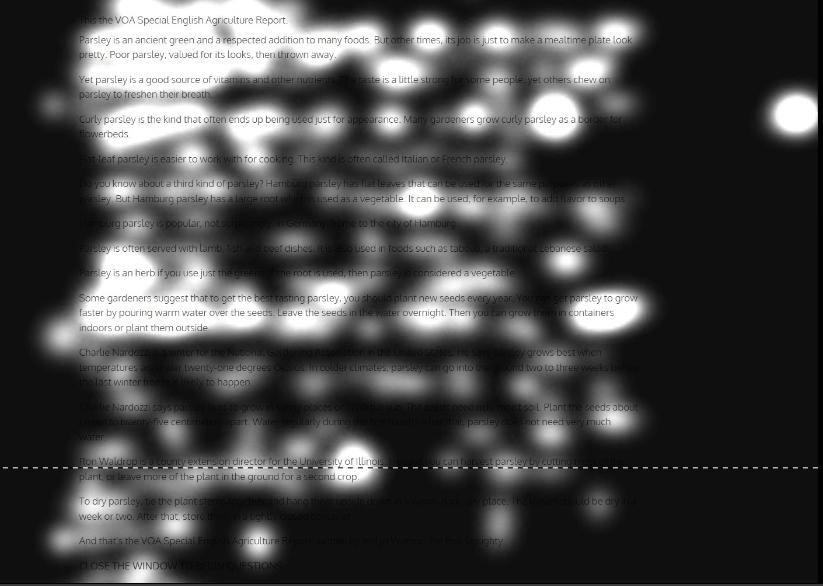 This the VOA Special English Agriculture Report.
Parsley is an ancient green and a respected addition to many foods. But other times, its job is just to make a mealtime plate look
pretty. Poor parsley, valued for its looks, then thrown away.
Yet parsley is a good source of vitamins and other nutrients. The taste is a little strong for some people, yet others chew on
parsley to freshen their breath.
Curly parsley is the kind that often ends up being used just for appearance. Many gardeners grow curly parsley as a border for
flowerbeds.
Flat-leaf parsley is easier to work with for cooking. This kind is often called Italian or French parsley.
Do you know about a third kind of parsley? Hamburg parsley has flat leaves that can be used for the same purposes as other
parsley. But Hamburg parsley has a large root which is used as a vegetable. It can be used, for example, to add flavor to soups.
Hamburg parsley is popular, not surprisingly, in Germany, home to the city of Hamburg.
Parsley is often served with lamb, fish and beef dishes. It is also used in foods such as tabouli, a traditional Lebanese salad.
Parsley is an herb if you use just the greens. If the root is used, then parsley is considered a vegetable.
Some gardeners suggest that to get the best tasting parsley, you should plant new seeds every year. You can get parsley to grow
faster by pouring warm water over the seeds. Leave the seeds in the water overnight. Then you can grow them in containers
indoors or plant them outside.
Charlie Nardozzi is a writer for the National Gardening Association in the United States. He says parsley grows best when
temperatures are under twenty-one degrees Celsius. In colder climates, parsley can go into the ground two to three weeks before
the last winter freeze is likely to happen.
Charlie Nardozzi says parsley likes to grow in sunny places or The seeds need rich, moist soil. Plant the seeds about
to twenty-five centimeters apart. Water regularly during the first month. After that, parsley does not need very much
water.
Ron Waldrop is a county extension director for the University of Illinois. you can harvest parsley by cutting
plant, or leave more of the plant in the ground for a second crop.
To dry parsley, tie the plant stems together and hang them upside down in a warm, dark, airy place. The should be dry in a
week or two. After that, store them in a tightly closed container.
And that's the VOA Special English Agriculture Report, written by Jerilyn Watson. I'm Bob Doughty.
CLOSE THE WINDOW TO BEGIN QUESTIONS